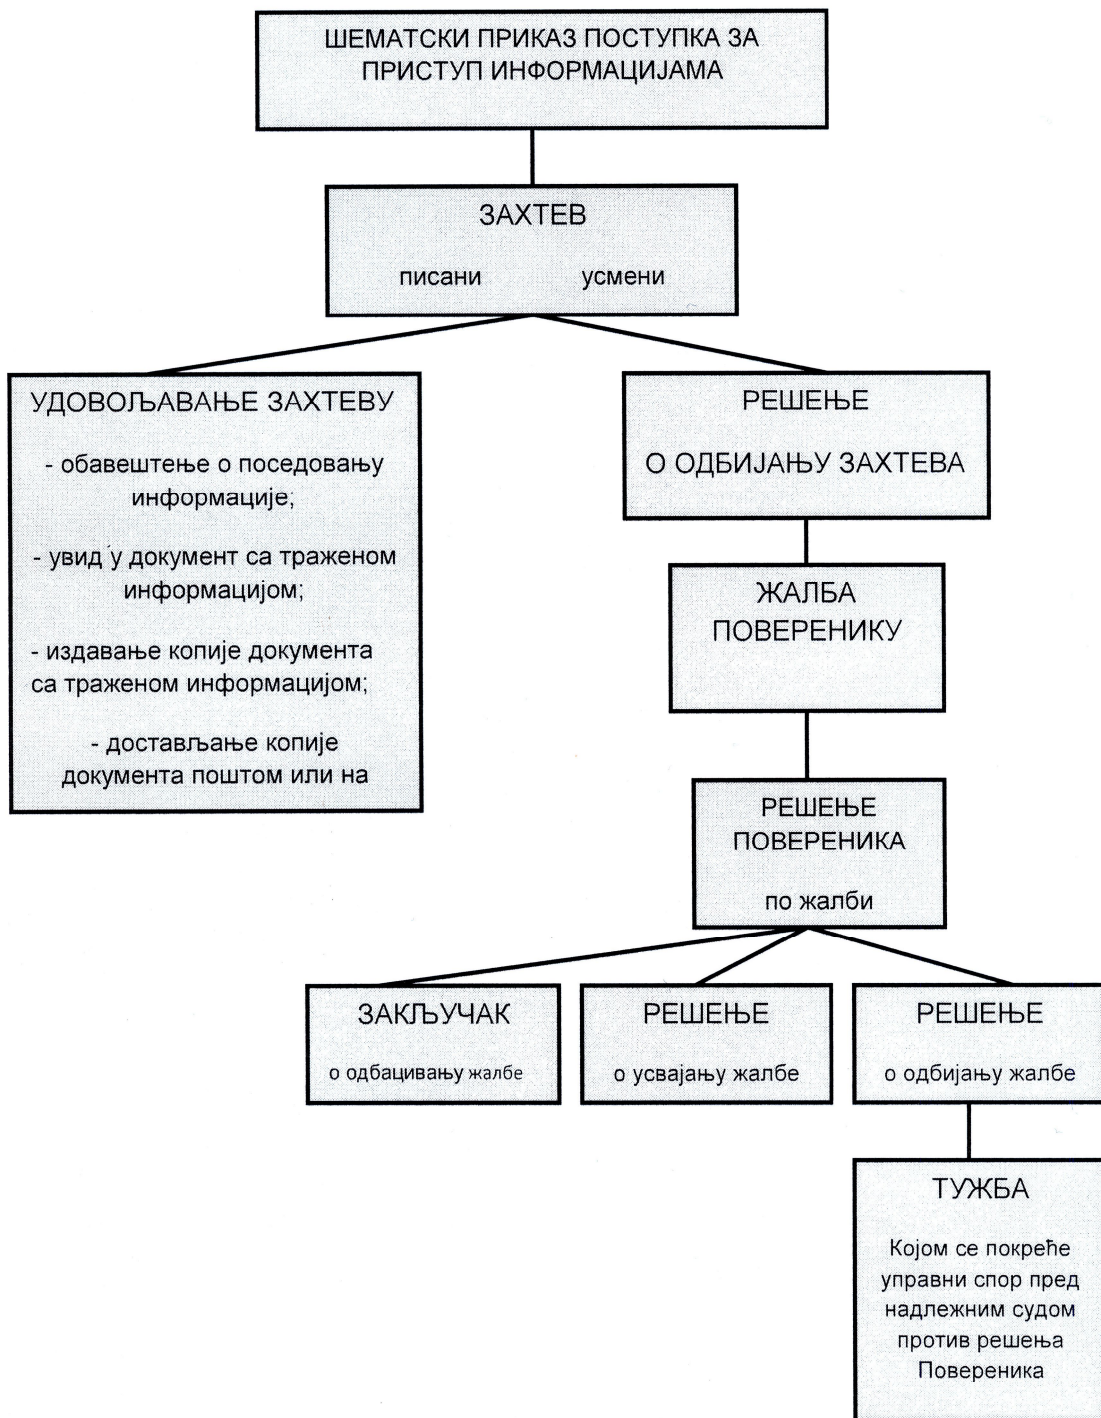 ШЕМАТСКИ ПРИКАЗ ПОСТУПКА ЗА
ПРИСТУП ИНФОРМАЦИЈАМА
ЗАХТЕВ
писани усмени
УДОВОЉАВАЊЕ ЗАХТЕВУ
- обавештење о поседовању
информације;
- увид у документ са траженом
информацијом;
- издавање копије документа
са траженом информацијом;
- достављање копије
документа поштом или на
РЕШЕЊЕ
О ОДБИЈАЊУ ЗАХТЕВА
ЖАЛБА
ПОВЕРЕНИКУ
РЕШЕЊЕ
ПОВЕРЕНИКА
по жалби
ЗАКЉУЧАК
о одбацивању жалбе
РЕШЕЊЕ
о усвајању жалбе
РЕШЕЊЕ
о одбијању жалбе
ТУЖБА
Којом се покреће
управни спор пред
надлежним судом
против решења
Повереника